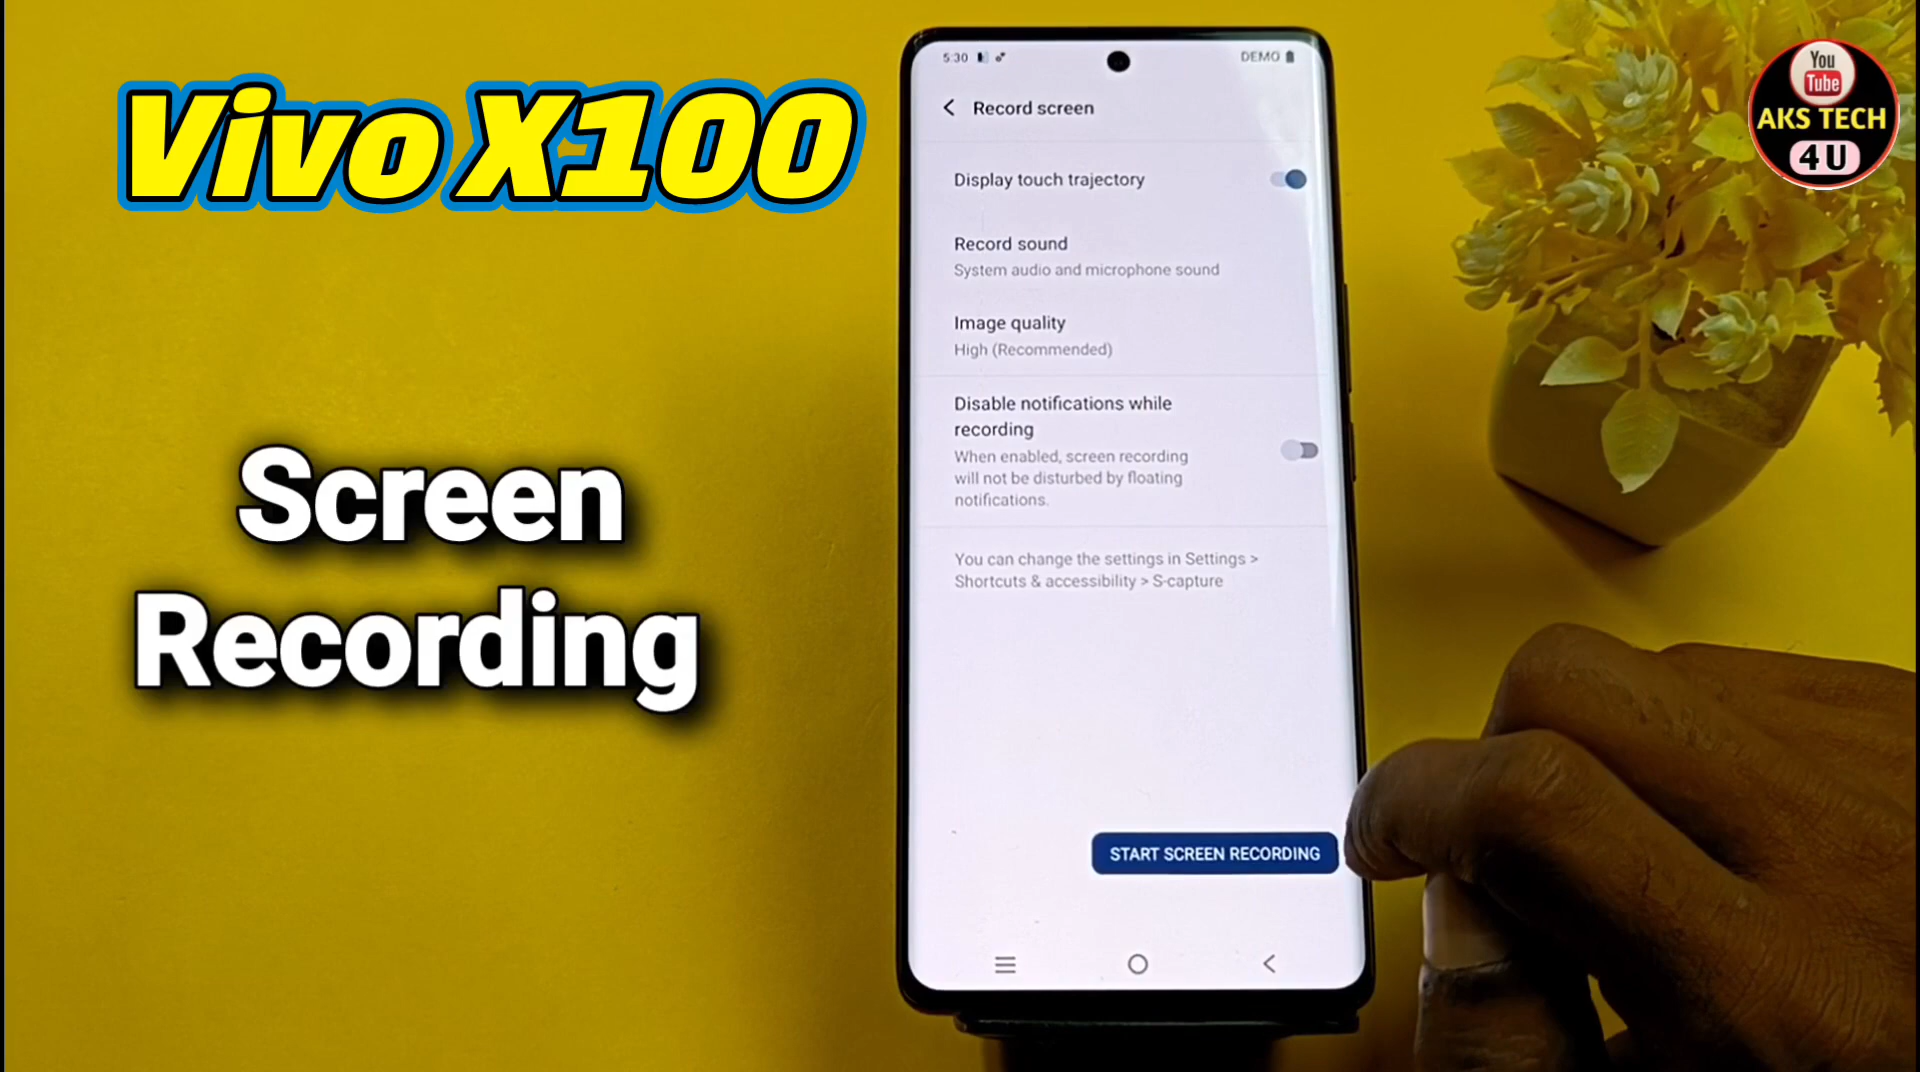 Vivo X100
Screen
Recording
5:30
DEMO
Record screen
Display touch trajectory
Record sound
System audio and microphone sound
Image quality
High (Recommended)
Disable notifications while
recording
When enabled, screen recording
will not be disturbed by floating
notifications.
You can change the settings in Settings >
Shortcuts & accessibility > S-capture
START SCREEN RECORDING
You
Tube
AKS TECH
4 U